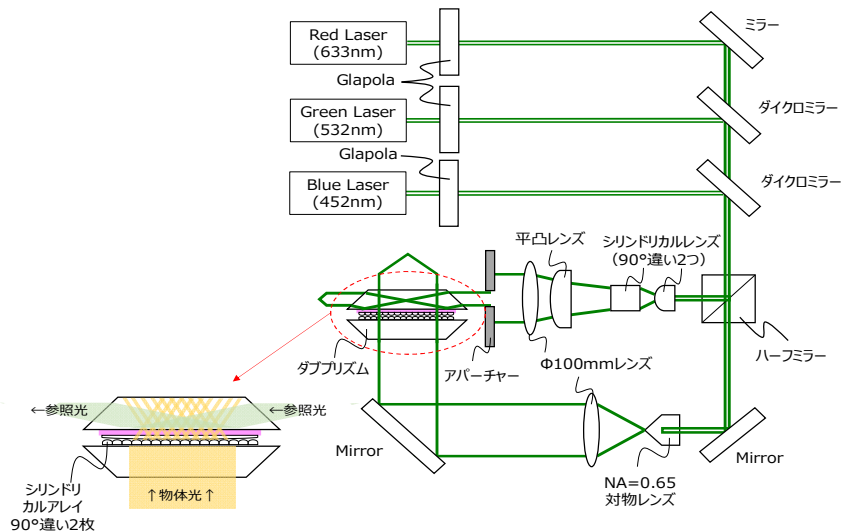 Red Laser
(633nm)
Glapola
Green Laser
(532nm)
Glapola
Blue Laser
(452nm)
ミラー
ダイクロミラー
ダイクロミラー
平凸レンズ
シリンドリカルレンズ
(90°違い2つ)
ハーフミラー
ダブプリズム
アパーチャー
Φ100mmレンズ
Mirror
NA=0.65
対物レンズ
Mirror
←参照光
←参照光
↑物体光↑
シリンドリ
カルアレイ
90°違い2枚